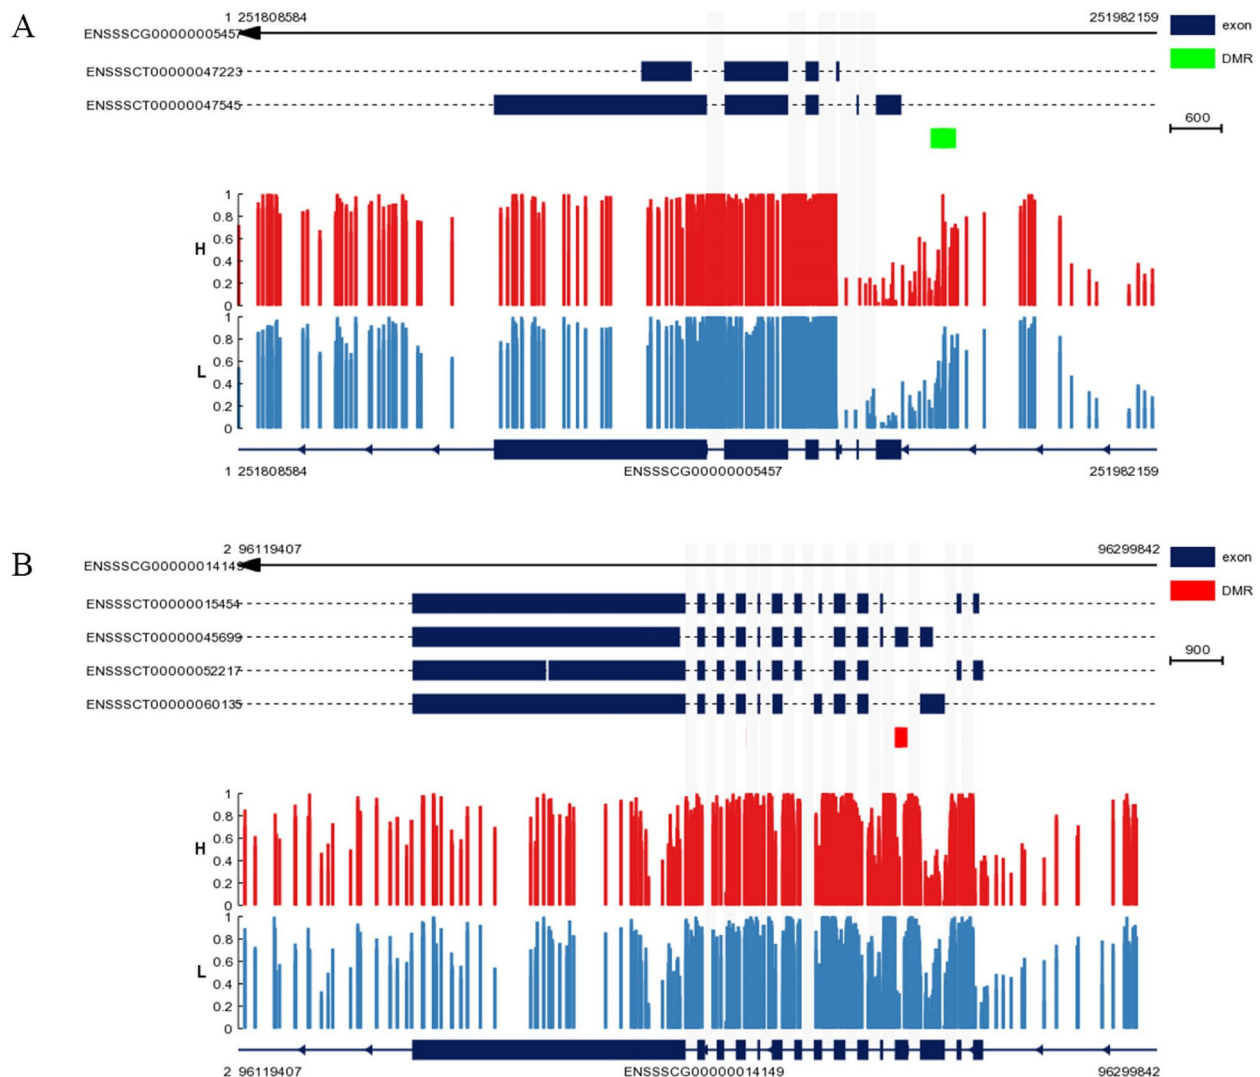 A
1 251808584 251982159
ENSSSCG00000005457
exon
ENSSSCT00000047223
DMR
ENSSSCT00000047545
600
1
0.8
0.6
H
0.4
0.2
0
1
0.8
0.6
L
0.4
0.2
0
1 251808584 ENSSSCG00000005457 251982159
B
2 96119407 96299842
ENSSSCG00000014149
exon
ENSSSCT00000015454
DMR
ENSSSCT00000045699
900
ENSSSCT00000052217
ENSSSCT00000060135
1
0.8
0.6
H
0.4
0.2
0
1
0.8
0.6
L
0.4
0.2
0
2 96119407 ENSSSCG00000014149 96299842